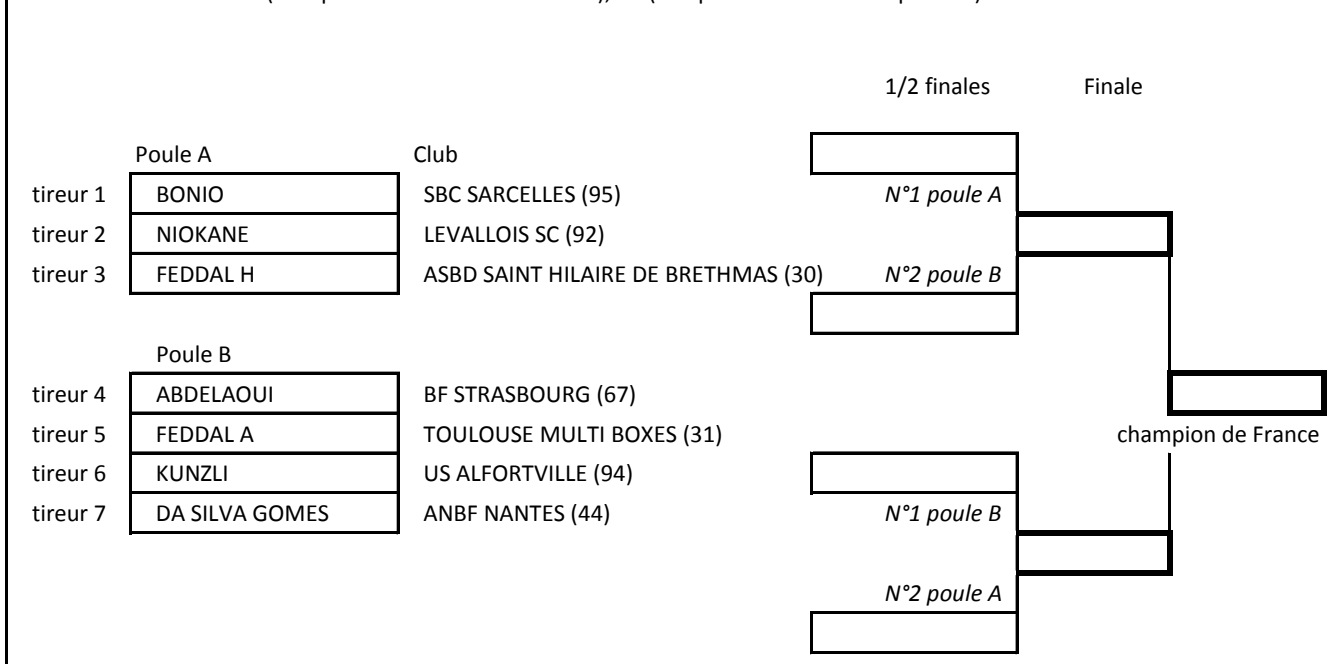 1/2 finales Finale
Poule A Club
tireur 1 BONIO SBC SARCELLES (95) N°1 poule A
tireur 2 NIOKANE LEVALLOIS SC (92)
tireur 3 FEDDAL H ASBD SAINT HILAIRE DE BRETHMAS (30) N°2 poule B
Poule B
tireur 4 ABDELAOUI BF STRASBOURG (67)
tireur 5 FEDDAL A TOULOUSE MULTI BOXES (31) champion de France
tireur 6 KUNZLI US ALFORTVILLE (94)
tireur 7 DA SILVA GOMES ANBF NANTES (44) N°1 poule B
N°2 poule A